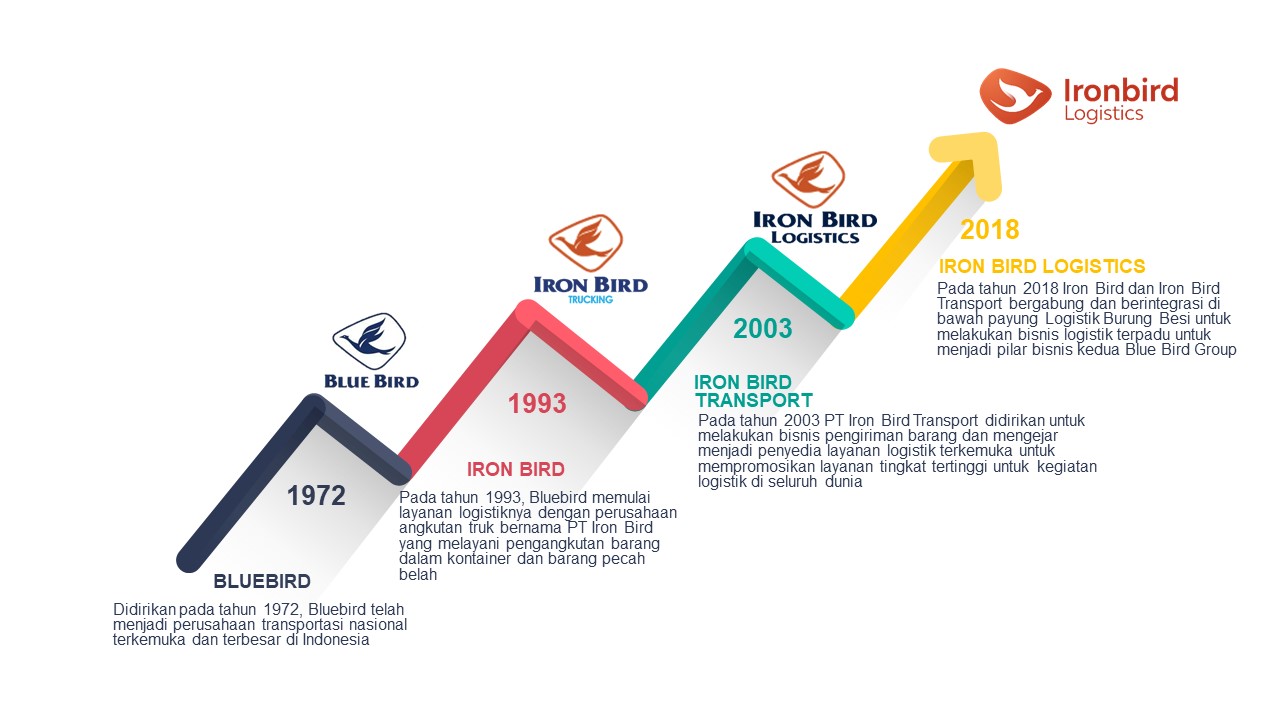 Ironbird
Logistics
IRON BIRD
LOGISTICS
IRON BIRD
TRUCKING
BLUE BIRD
1972
BLUEBIRD
Didirikan pada tahun 1972, Bluebird telah
menjadi perusahaan transportasi nasional
terkemuka dan terbesar di Indonesia
1993
IRON BIRD
Pada tahun 1993, Bluebird memulai
layanan logistiknya dengan perusahaan
angkutan truk bernama PT Iron Bird
yang melayani pengangkutan barang
dalam kontainer dan barang pecah
belah
2003
IRON BIRD
TRANSPORT
Pada tahun 2003 PT Iron Bird Transport didirikan untuk
melakukan bisnis pengiriman barang dan mengejar
menjadi penyedia layanan logistik terkemuka untuk
mempromosikan layanan tingkat tertinggi untuk kegiatan
logistik di seluruh dunia
2018
IRON BIRD LOGISTICS
Pada tahun 2018 Iron Bird dan Iron Bird
Transport bergabung dan berintegrasi di
bawah payung Logistik Burung Besi untuk
melakukan bisnis logistik terpadu untuk
menjadi pilar bisnis kedua Blue Bird Group